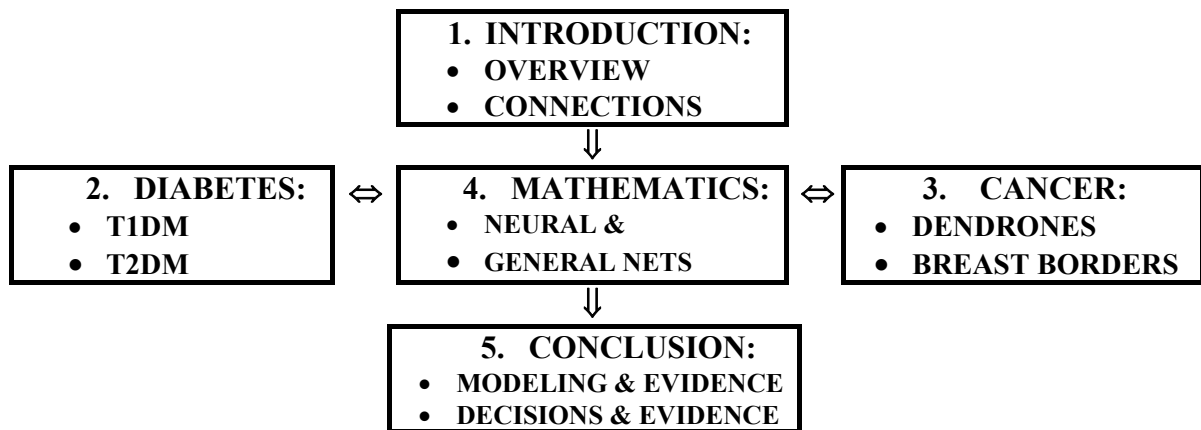 1. INTRODUCTION:
• OVERVIEW
• CONNECTIONS
⇓
2. DIABETES:
• T1DM
• T2DM
⇔
4. MATHEMATICS:
• NEURAL &
• GENERAL NETS
⇔
3. CANCER:
• DENDRONES
• BREAST BORDERS
⇓
5. CONCLUSION:
• MODELING & EVIDENCE
• DECISIONS & EVIDENCE